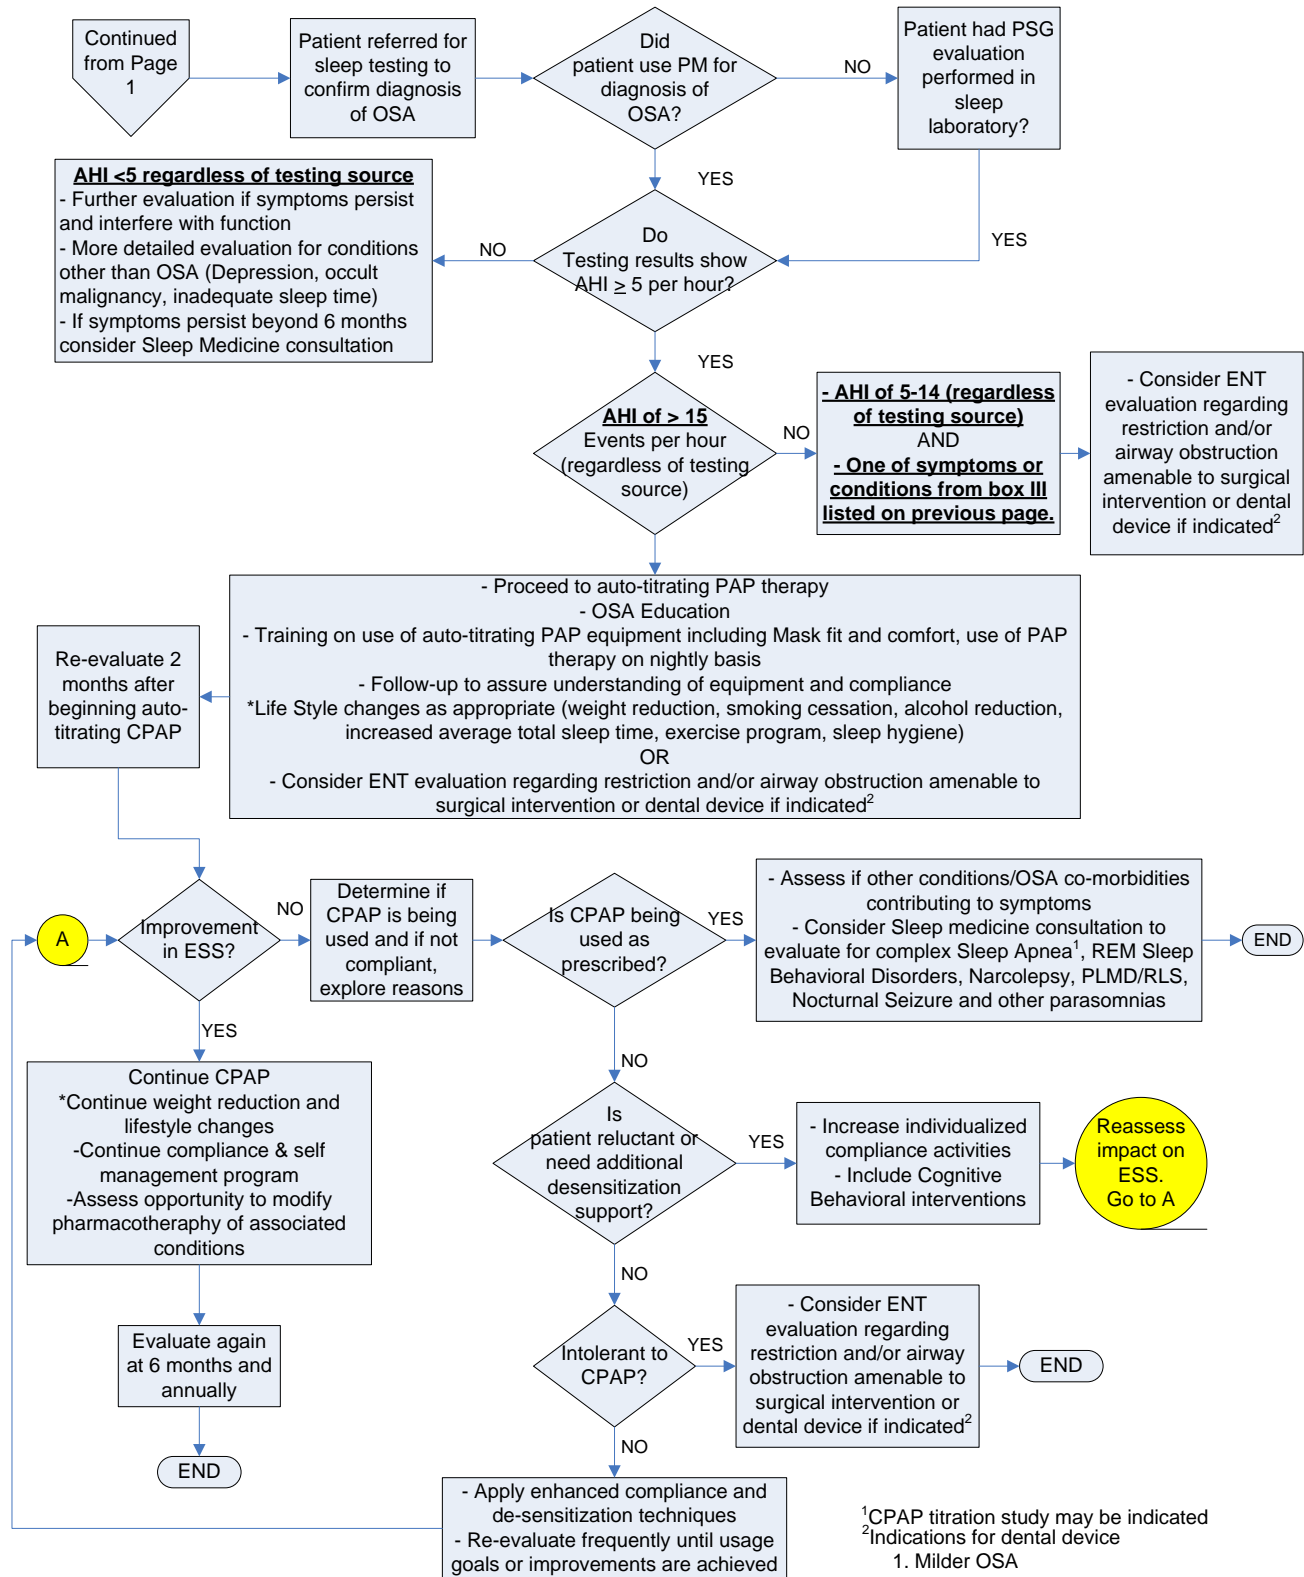 Continued
from Page
1
Patient referred for
sleep testing to
confirm diagnosis
of OSA
Did
patient use PM for
diagnosis of
OSA?
NO
Patient had PSG
evaluation
performed in
sleep
laboratory?
YES
YES
AHI <5 regardless of testing source
- Further evaluation if symptoms persist
and interfere with function
- More detailed evaluation for conditions
other than OSA (Depression, occult
malignancy, inadequate sleep time)
- If symptoms persist beyond 6 months
consider Sleep Medicine consultation
NO
Do
Testing results show
AHI ≥ 5 per hour?
YES
AHI of > 15
Events per hour
(regardless of testing
source)
NO
- AHI of 5-14 (regardless
of testing source)
AND
- One of symptoms or
conditions from box III
listed on previous page.
- Consider ENT
evaluation regarding
restriction and/or
airway obstruction
amenable to surgical
intervention or dental
device if indicated²
- Proceed to auto-titrating PAP therapy
- OSA Education
- Training on use of auto-titrating PAP equipment including Mask fit and comfort, use of PAP
therapy on nightly basis
- Follow-up to assure understanding of equipment and compliance
*Life Style changes as appropriate (weight reduction, smoking cessation, alcohol reduction,
increased average total sleep time, exercise program, sleep hygiene)
OR
- Consider ENT evaluation regarding restriction and/or airway obstruction amenable to
surgical intervention or dental device if indicated²
Re-evaluate 2
months after
beginning auto-
titrating CPAP
A
Improvement
in ESS?
NO
Determine if
CPAP is being
used and if not
compliant,
explore reasons
Is CPAP being
used as
prescribed?
YES
- Assess if other conditions/OSA co-morbidities
contributing to symptoms
- Consider Sleep medicine consultation to
evaluate for complex Sleep Apnea¹, REM Sleep
Behavioral Disorders, Narcolepsy, PLMD/RLS,
Nocturnal Seizure and other parasomnias
END
YES
NO
Continue CPAP
*Continue weight reduction and
lifestyle changes
-Continue compliance & self
management program
-Assess opportunity to modify
pharmacotheraphy of associated
conditions
Is
patient reluctant or
need additional
desensitization
support?
YES
- Increase individualized
compliance activities
- Include Cognitive
Behavioral interventions
Reassess
impact on
ESS.
Go to A
NO
Evaluate again
at 6 months and
annually
END
Intolerant to
CPAP?
YES
- Consider ENT
evaluation regarding
restriction and/or airway
obstruction amenable to
surgical intervention or
dental device if indicated²
END
NO
- Apply enhanced compliance and
de-sensitization techniques
- Re-evaluate frequently until usage
goals or improvements are achieved
¹CPAP titration study may be indicated
²Indications for dental device
1. Milder OSA